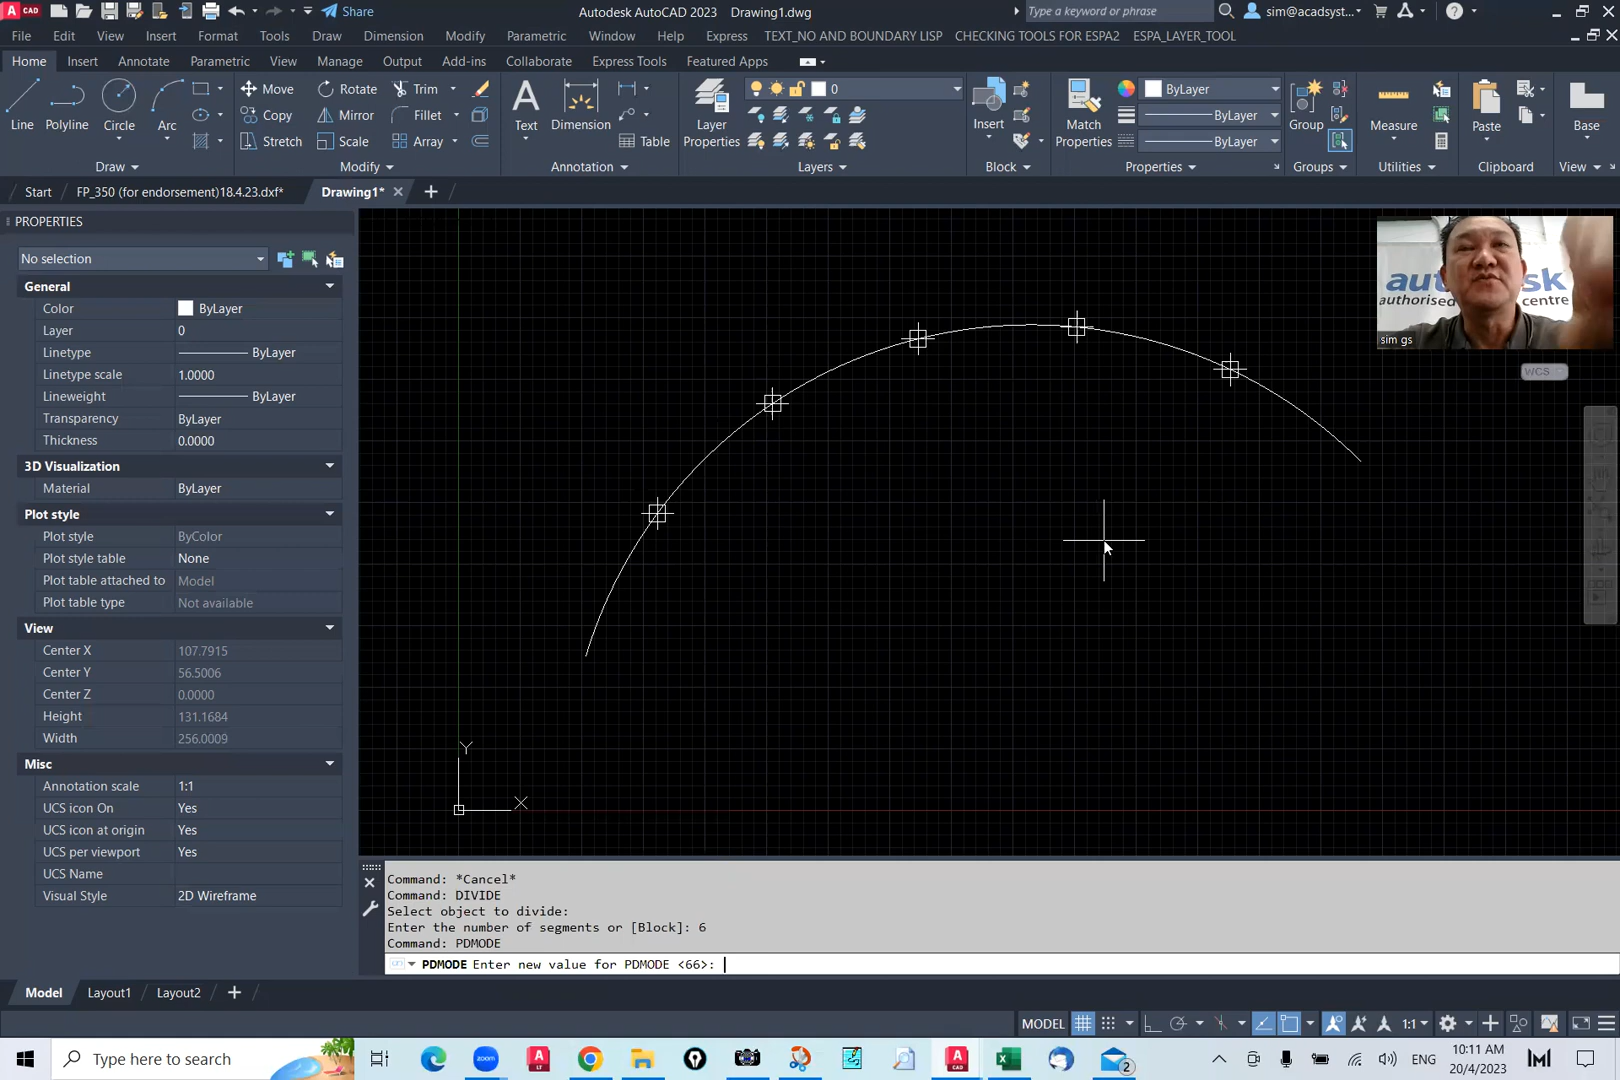 CAD
Share
Autodesk AutoCAD 2023 Drawing1.dwg
Type a keyword or phrase
sim@acadsyst...
File Edit View Insert Format Tools Draw Dimension Modify Parametric Window Help Express TEXT_NO AND BOUNDARY LISP CHECKING TOOLS FOR ESPA2 ESPA_LAYER_TOOL
Home Insert Annotate Parametric View Manage Output Add-ins Collaborate Express Tools Featured Apps
Line Polyline Circle Arc
Move Rotate Trim
Copy Mirror Fillet
Stretch Scale Array
Text Dimension Table
Layer Properties
0
Insert
Match Properties
ByLayer
ByLayer
ByLayer
Group Measure Paste Base
Draw Modify Annotation Layers Block Properties Groups Utilities Clipboard View
Start FP_350 (for endorsement)18.4.23.dxf* Drawing1*
PROPERTIES
No selection
General
Color ByLayer
Layer 0
Linetype ByLayer
Linetype scale 1.0000
Lineweight ByLayer
Transparency ByLayer
Thickness 0.0000
3D Visualization
Material ByLayer
Plot style
Plot style ByColor
Plot style table None
Plot table attached to Model
Plot table type Not available
View
Center X 107.7915
Center Y 56.5006
Center Z 0.0000
Height 131.1684
Width 256.0009
Misc
Annotation scale 1:1
UCS icon On Yes
UCS icon at origin Yes
UCS per viewport Yes
UCS Name
Visual Style 2D Wireframe
sim gs
WCS
Y
X
Command: *Cancel*
Command: DIVIDE
Select object to divide:
Enter the number of segments or [Block]: 6
Command: PDMODE
PDMODE Enter new value for PDMODE <66>:
Model Layout1 Layout2
MODEL 1:1
Type here to search
ENG
10:11 AM
20/4/2023
2